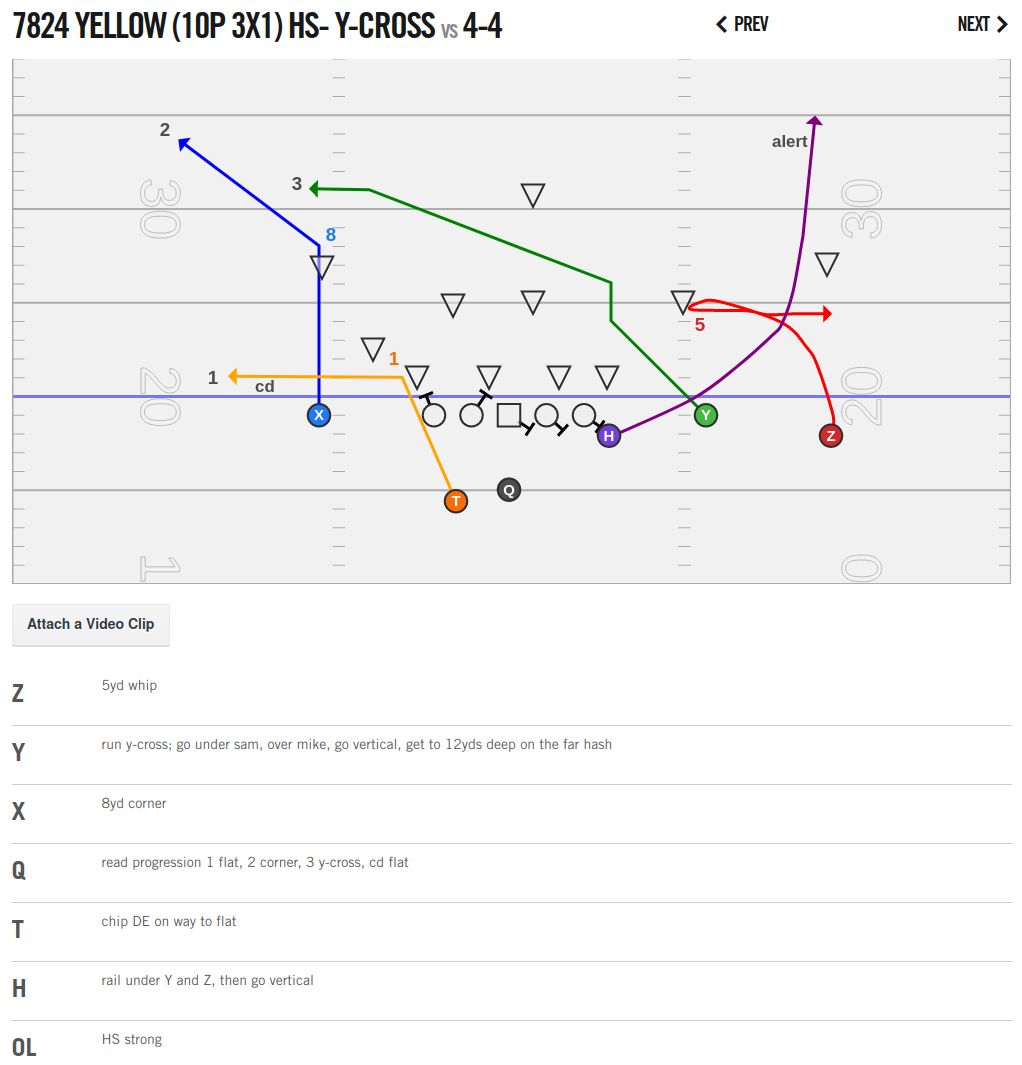 7824 YELLOW (10P 3X1) HS- Y-CROSS VS 4-4
PREV
NEXT
2
alert
3
8
30
30
5
1
1
cd
20
20
X
H
Y
Z
T
Q
1
0
Attach a Video Clip
Z 5yd whip
Y run y-cross; go under sam, over mike, go vertical, get to 12yds deep on the far hash
X 8yd corner
Q read progression 1 flat, 2 corner, 3 y-cross, cd flat
T chip DE on way to flat
H rail under Y and Z, then go vertical
OL HS strong